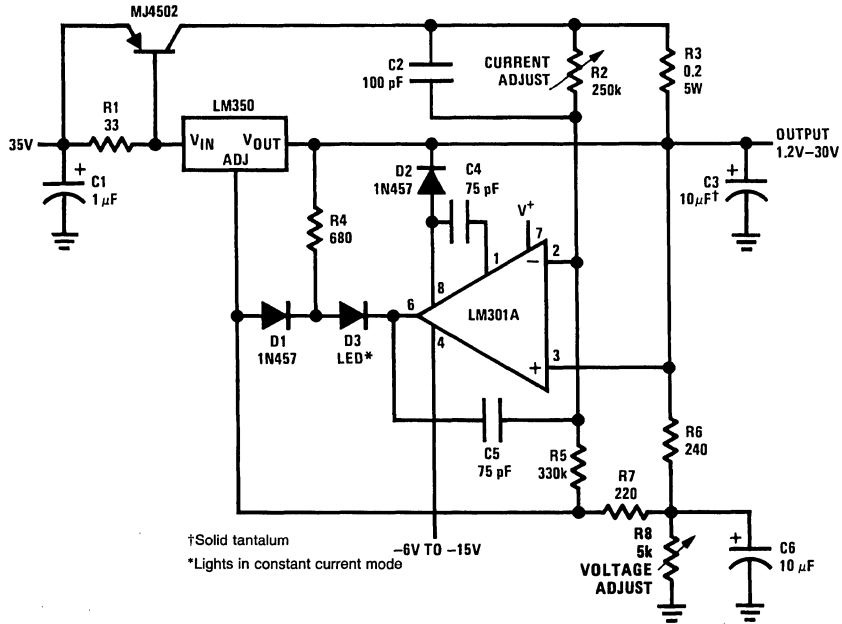 MJ4502
R1
33
LM350
VIN
VOUT
ADJ
35V
C1
1 µF
+
C2
100 pF
CURRENT
ADJUST
R2
250k
R3
0.2
5W
OUTPUT
1.2V–30V
+
C3
10µF†
R4
680
D2
1N457
C4
75 pF
V+
7
1
2
–
8
6
LM301A
4
3
+
D1
1N457
D3
LED*
C5
75 pF
R5
330k
R6
240
R7
220
R8
5k
VOLTAGE
ADJUST
+
C6
10 µF
–6V TO –15V
†Solid tantalum
*Lights in constant current mode